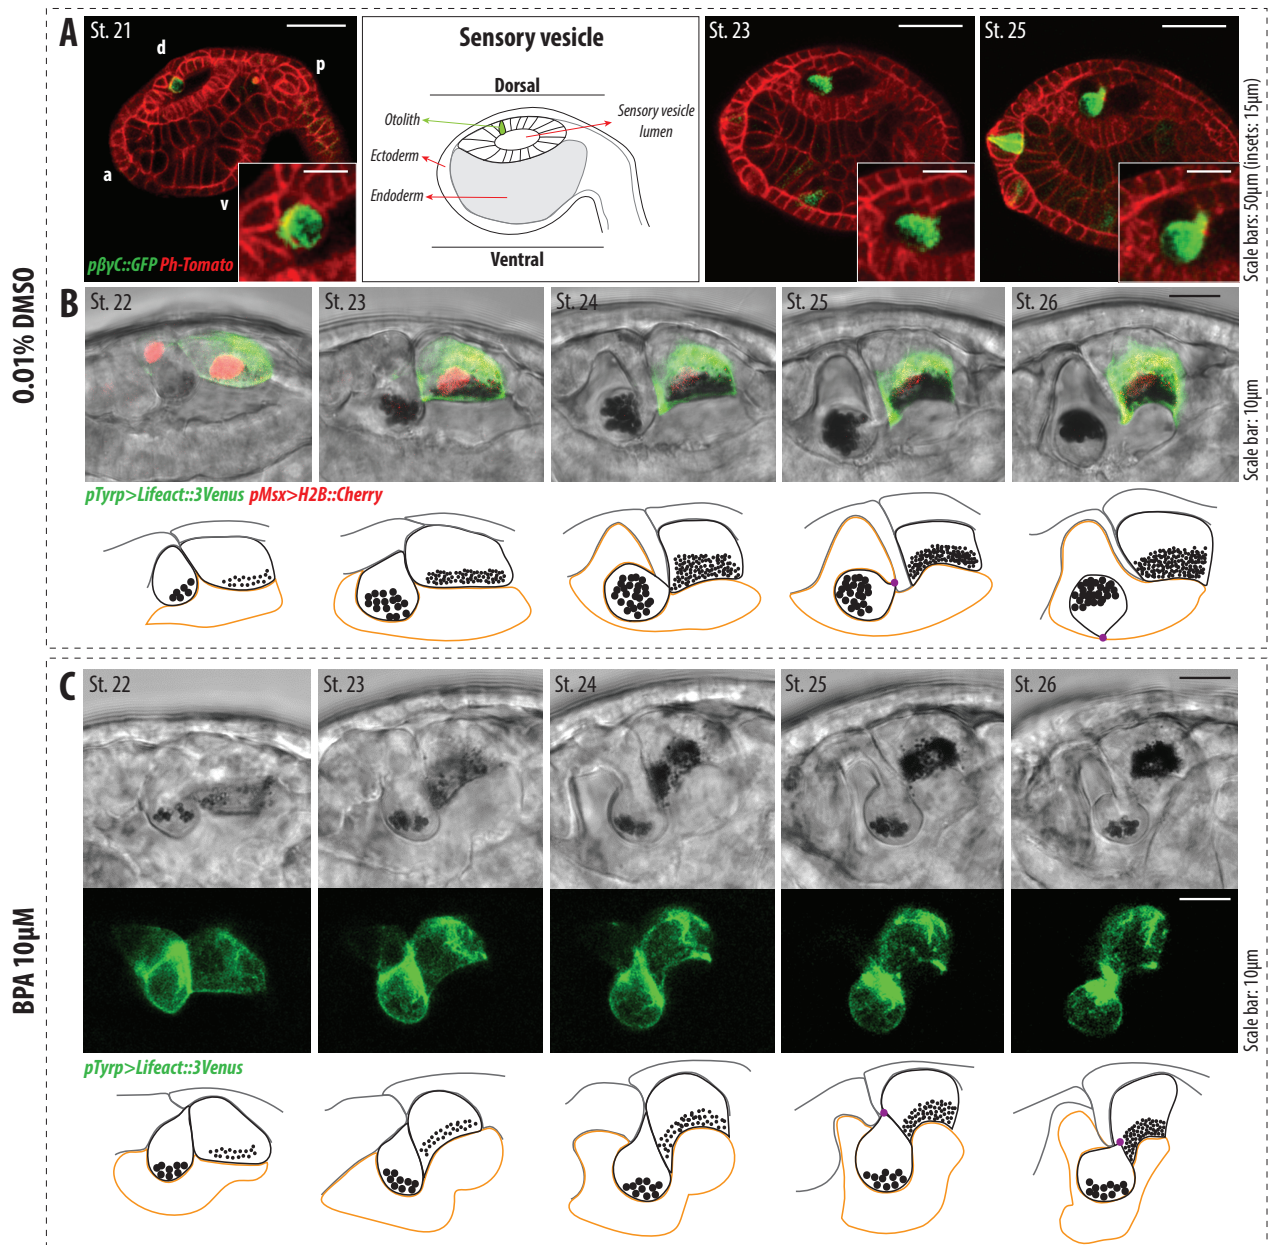 0.01% DMSO
A
St. 21
d
p
a
v
pβγC::GFP Ph-Tomato
Sensory vesicle
Dorsal
Otolith
Sensory vesicle
lumen
Ectoderm
Endoderm
Ventral
St. 23
St. 25
Scale bars: 50μm (insets: 15μm)
B
St. 22
St. 23
St. 24
St. 25
St. 26
Scale bar: 10μm
pTyrp>Lifeact::3Venus pMsx>H2B::Cherry
BPA 10μM
C
St. 22
St. 23
St. 24
St. 25
St. 26
Scale bar: 10μm
pTyrp>Lifeact::3Venus